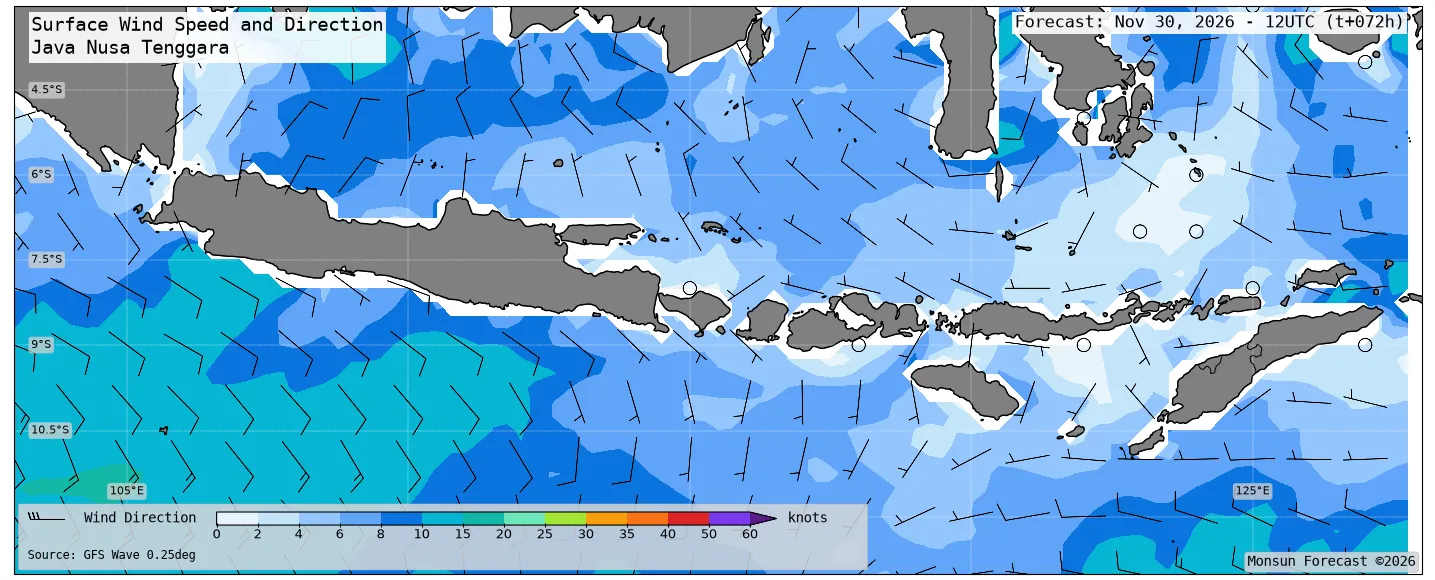 Surface Wind Speed and Direction
Java Nusa Tenggara
Forecast: Nov 30, 2026 - 12UTC (t+072h)
4.5°S
6°S
7.5°S
9°S
10.5°S
105°E
125°E
Wind Direction
0 2 4 6 8 10 15 20 25 30 35 40 50 60
knots
Source: GFS Wave 0.25deg
Monsun Forecast ©2026